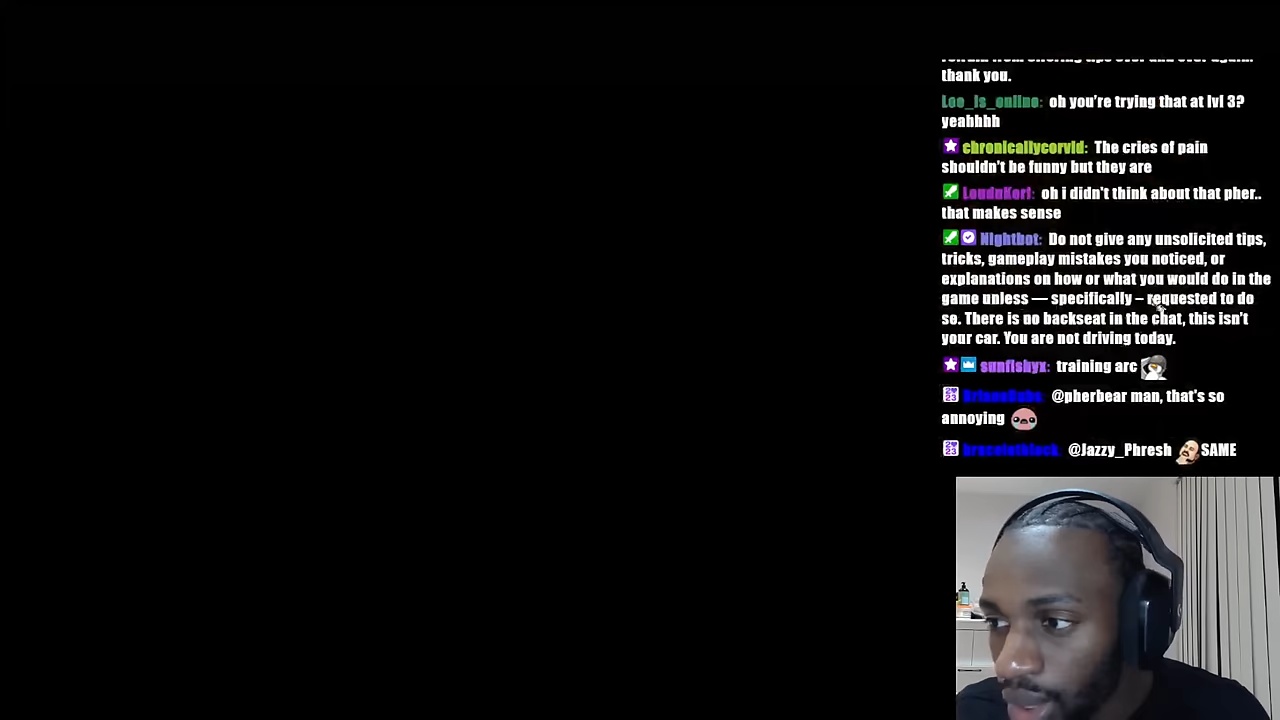 thank you.
Loe_is_online: oh you're trying that at lvl 3?
yeahhhh
chronicallycorvid: The cries of pain
shouldn't be funny but they are
LouduKor!: oh i didn't think about that pher..
that makes sense
Nightbot: Do not give any unsolicited tips,
tricks, gameplay mistakes you noticed, or
explanations on how or what you would do in the
game unless — specifically – requested to do
so. There is no backseat in the chat, this isn't
your car. You are not driving today.
sunfishyx: training arc
@pherbear man, that's so
annoying
@Jazzy_Phresh SAME